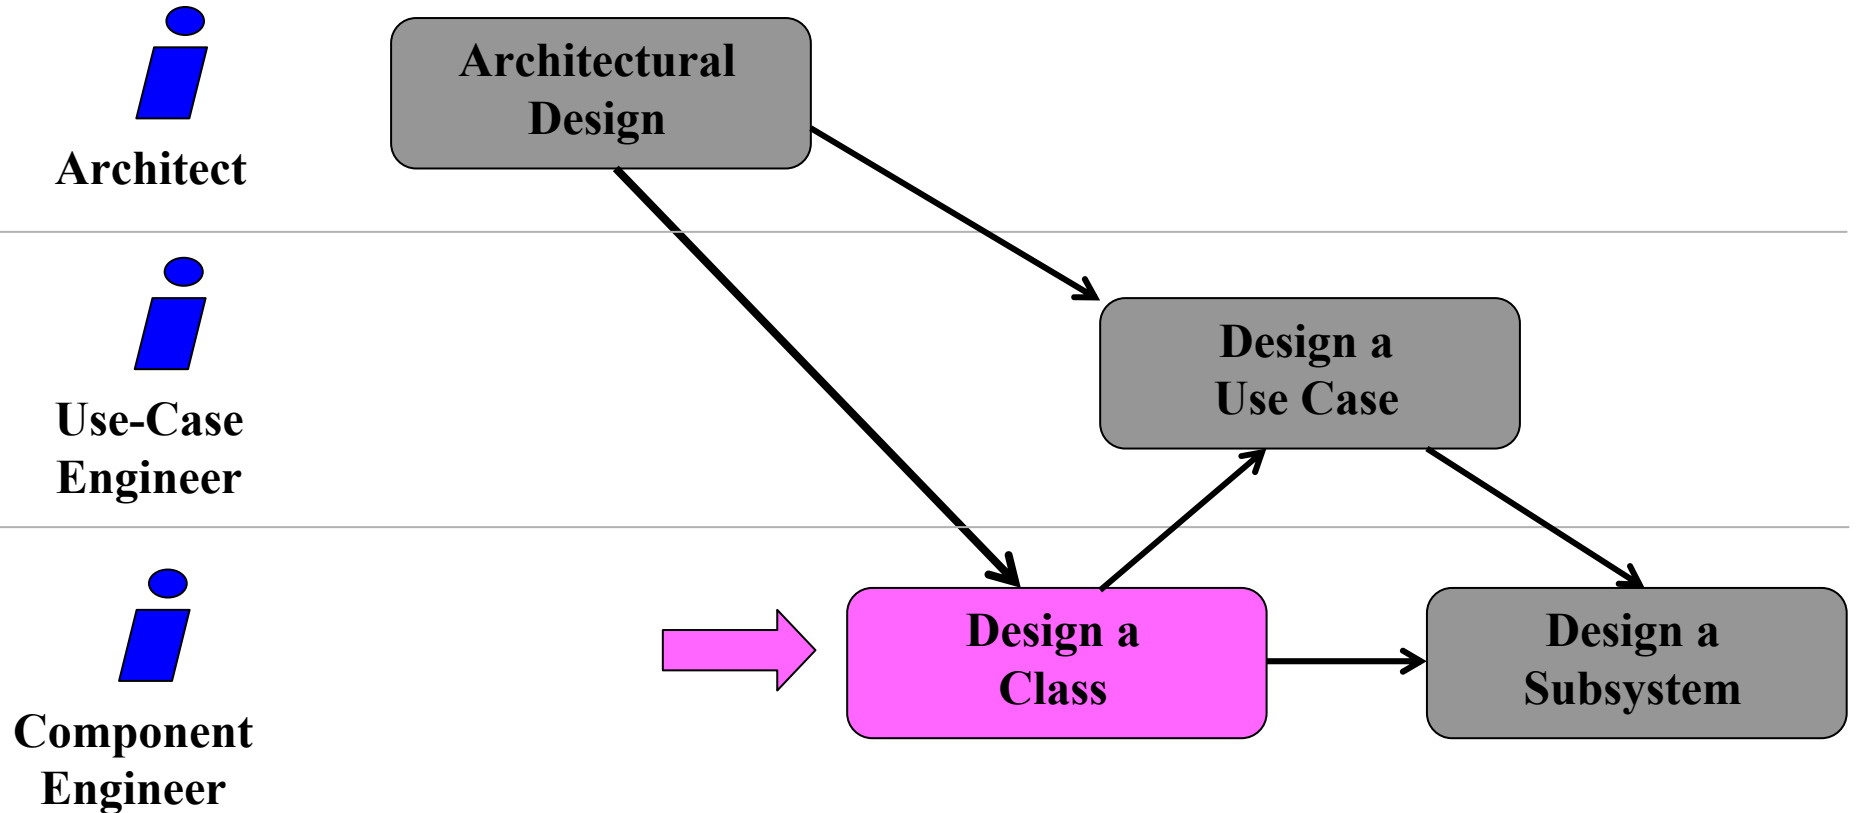 Architectural
Design
Architect
Design a
Use Case
Use-Case
Engineer
Design a
Class
Design a
Subsystem
Component
Engineer